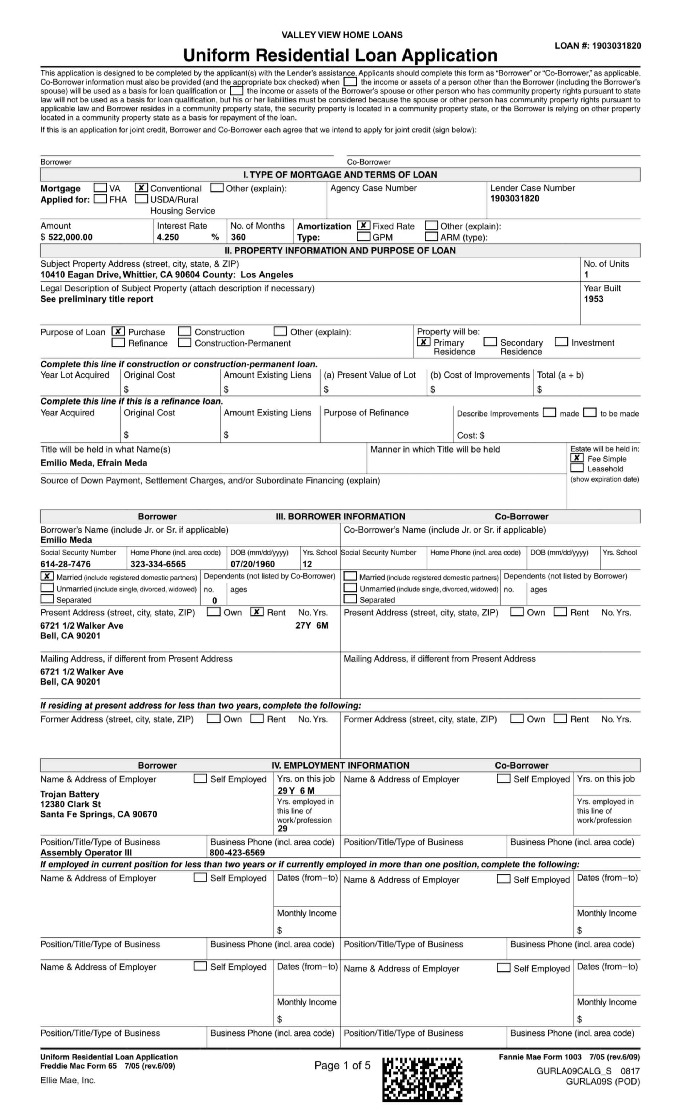 VALLEY VIEW HOME LOANS
LOAN #: 1903031820
Uniform Residential Loan Application
This application is designed to be completed by the applicant(s) with the Lender's assistance. Applicants should complete this form as "Borrower" or "Co-Borrower," as applicable.
Co-Borrower information must also be provided (and the appropriate box checked) when the income or assets of a person other than the Borrower (including the Borrower's
spouse) will be used as a basis for loan qualification or the income or assets of the Borrower's spouse or other person who has community property rights pursuant to state
law will not be used as a basis for loan qualification, but his or her liabilities must be considered because the spouse or other person has community property rights pursuant to
applicable law and Borrower resides in a community property state, the security property is located in a community property state, or the Borrower is relying on other property
located in a community property state as a basis for repayment of the loan.
If this is an application for joint credit, Borrower and Co-Borrower each agree that we intend to apply for joint credit (sign below):
Borrower Co-Borrower
I. TYPE OF MORTGAGE AND TERMS OF LOAN
Mortgage VA X Conventional Other (explain): Agency Case Number Lender Case Number
Applied for: FHA USDA/Rural 1903031820
Housing Service
Amount Interest Rate No. of Months Amortization X Fixed Rate Other (explain):
$ 522,000.00 4.250 % 360 Type: GPM ARM (type):
II. PROPERTY INFORMATION AND PURPOSE OF LOAN
Subject Property Address (street, city, state, & ZIP) No. of Units
10410 Eagan Drive, Whittier, CA 90604 County: Los Angeles 1
Legal Description of Subject Property (attach description if necessary) Year Built
See preliminary title report 1953
Purpose of Loan X Purchase Construction Other (explain): Property will be:
Refinance Construction-Permanent X Primary Residence Secondary Residence Investment
Complete this line if construction or construction-permanent loan.
Year Lot Acquired Original Cost Amount Existing Liens (a) Present Value of Lot (b) Cost of Improvements Total (a + b)
$ $ $ $ $
Complete this line if this is a refinance loan.
Year Acquired Original Cost Amount Existing Liens Purpose of Refinance Describe Improvements made to be made
$ $ Cost: $
Title will be held in what Name(s) Manner in which Title will be held Estate will be held in:
Emilio Meda, Efrain Meda X Fee Simple
Leasehold
Source of Down Payment, Settlement Charges, and/or Subordinate Financing (explain) (show expiration date)
Borrower III. BORROWER INFORMATION Co-Borrower
Borrower's Name (include Jr. or Sr. if applicable) Co-Borrower's Name (include Jr. or Sr. if applicable)
Emilio Meda
Social Security Number Home Phone (incl. area code) DOB (mm/dd/yyyy) Yrs. School Social Security Number Home Phone (incl. area code) DOB (mm/dd/yyyy) Yrs. School
614-28-7476 323-334-6565 07/20/1960 12
X Married (include registered domestic partners) Dependents (not listed by Co-Borrower) Married (include registered domestic partners) Dependents (not listed by Borrower)
Unmarried (include single, divorced, widowed) no. ages Unmarried (include single, divorced, widowed) no. ages
Separated 0 Separated
Present Address (street, city, state, ZIP) Own X Rent No. Yrs. Present Address (street, city, state, ZIP) Own Rent No. Yrs.
6721 1/2 Walker Ave 27Y 6M
Bell, CA 90201
Mailing Address, if different from Present Address Mailing Address, if different from Present Address
6721 1/2 Walker Ave
Bell, CA 90201
If residing at present address for less than two years, complete the following:
Former Address (street, city, state, ZIP) Own Rent No. Yrs. Former Address (street, city, state, ZIP) Own Rent No. Yrs.
Borrower IV. EMPLOYMENT INFORMATION Co-Borrower
Name & Address of Employer Self Employed Yrs. on this job Name & Address of Employer Self Employed Yrs. on this job
29 Y 6 M
Trojan Battery
12380 Clark St
Santa Fe Springs, CA 90670
Yrs. employed in this line of work/profession Yrs. employed in this line of work/profession
29
Position/Title/Type of Business Business Phone (incl. area code) Position/Title/Type of Business Business Phone (incl. area code)
Assembly Operator III 800-423-6569
If employed in current position for less than two years or if currently employed in more than one position, complete the following:
Name & Address of Employer Self Employed Dates (from–to) Name & Address of Employer Self Employed Dates (from–to)
Monthly Income Monthly Income
$ $
Position/Title/Type of Business Business Phone (incl. area code) Position/Title/Type of Business Business Phone (incl. area code)
Name & Address of Employer Self Employed Dates (from–to) Name & Address of Employer Self Employed Dates (from–to)
Monthly Income Monthly Income
$ $
Position/Title/Type of Business Business Phone (incl. area code) Position/Title/Type of Business Business Phone (incl. area code)
Uniform Residential Loan Application Fannie Mae Form 1003 7/05 (rev.6/09)
Freddie Mac Form 65 7/05 (rev.6/09) Page 1 of 5
GURLA09CALG_S 0817
Ellie Mae, Inc. GURLA09S (POD)